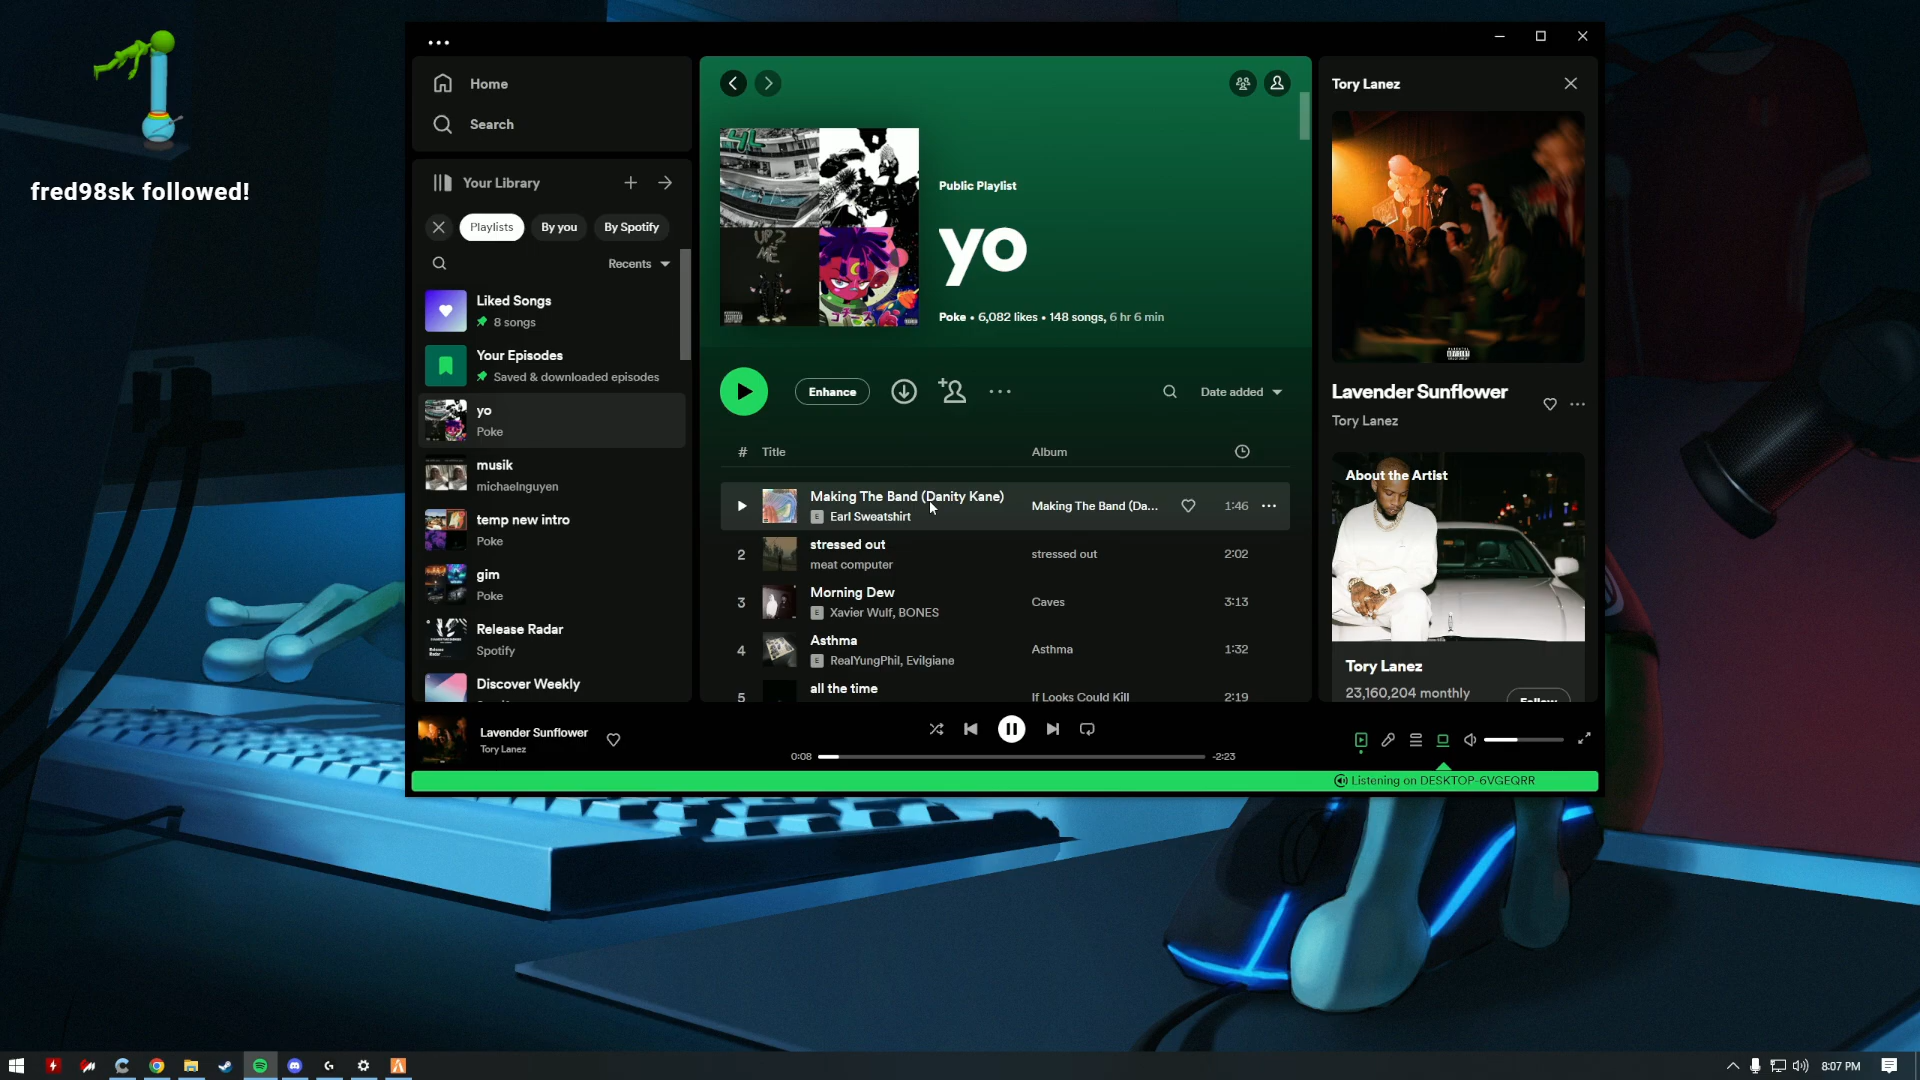 fred98sk followed!
Home
Search
Your Library
Playlists
By you
By Spotify
Recents
Liked Songs
8 songs
Your Episodes
Saved & downloaded episodes
yo
Poke
musik
michaelnguyen
temp new intro
Poke
gim
Poke
Release Radar
Spotify
Discover Weekly
UP 2
ME
Public Playlist
yo
Poke • 6,082 likes • 148 songs, 6 hr 6 min
Enhance
Date added
# Title Album
Making The Band (Danity Kane)
E Earl Sweatshirt
Making The Band (Da...
1:46
2 stressed out
meat computer
stressed out
2:02
3 Morning Dew
E Xavier Wulf, BONES
Caves
3:13
4 Asthma
E RealYungPhil, Evilgiane
Asthma
1:32
5 all the time
If Looks Could Kill
2:19
Tory Lanez
Lavender Sunflower
Tory Lanez
About the Artist
Tory Lanez
23,160,204 monthly
Follow
Lavender Sunflower
Tory Lanez
0:08
-2:23
Listening on DESKTOP-6VGEQRR
8:07 PM